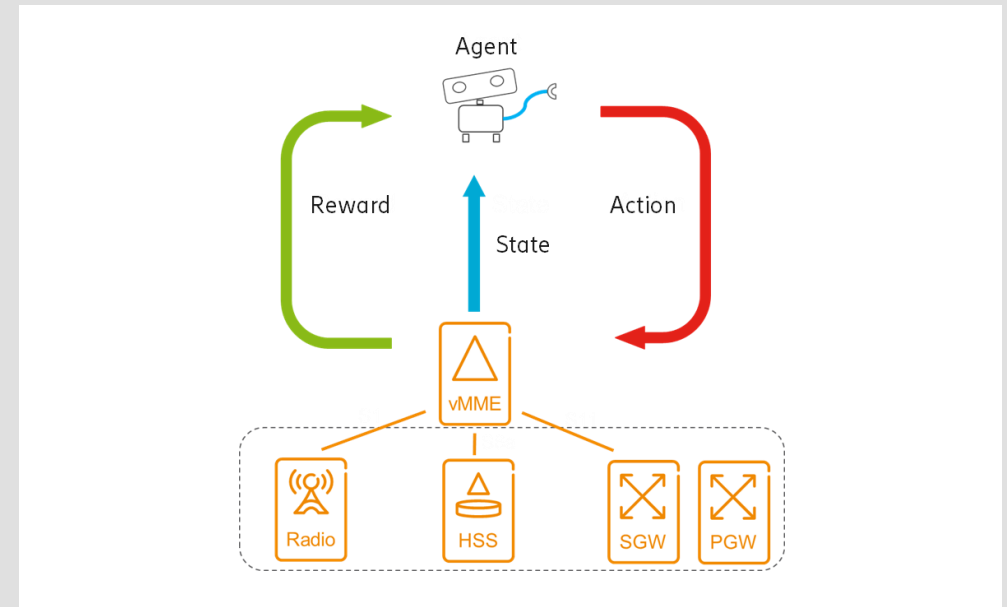 Agent
Reward
Action
State
vMME
Radio
HSS
SGW
PGW